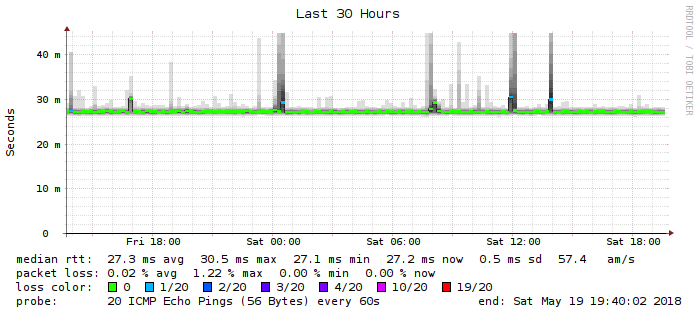 Last 30 Hours
RRDTOOL / TOBI OETIKER
Seconds
40 m
30 m
20 m
10 m
0
Fri 18:00 Sat 00:00 Sat 06:00 Sat 12:00 Sat 18:00
median rtt: 27.3 ms avg 30.5 ms max 27.1 ms min 27.2 ms now 0.5 ms sd 57.4 am/s
packet loss: 0.02 % avg 1.22 % max 0.00 % min 0.00 % now
loss color: 0 1/20 2/20 3/20 4/20 10/20 19/20
probe: 20 ICMP Echo Pings (56 Bytes) every 60s end: Sat May 19 19:40:02 2018